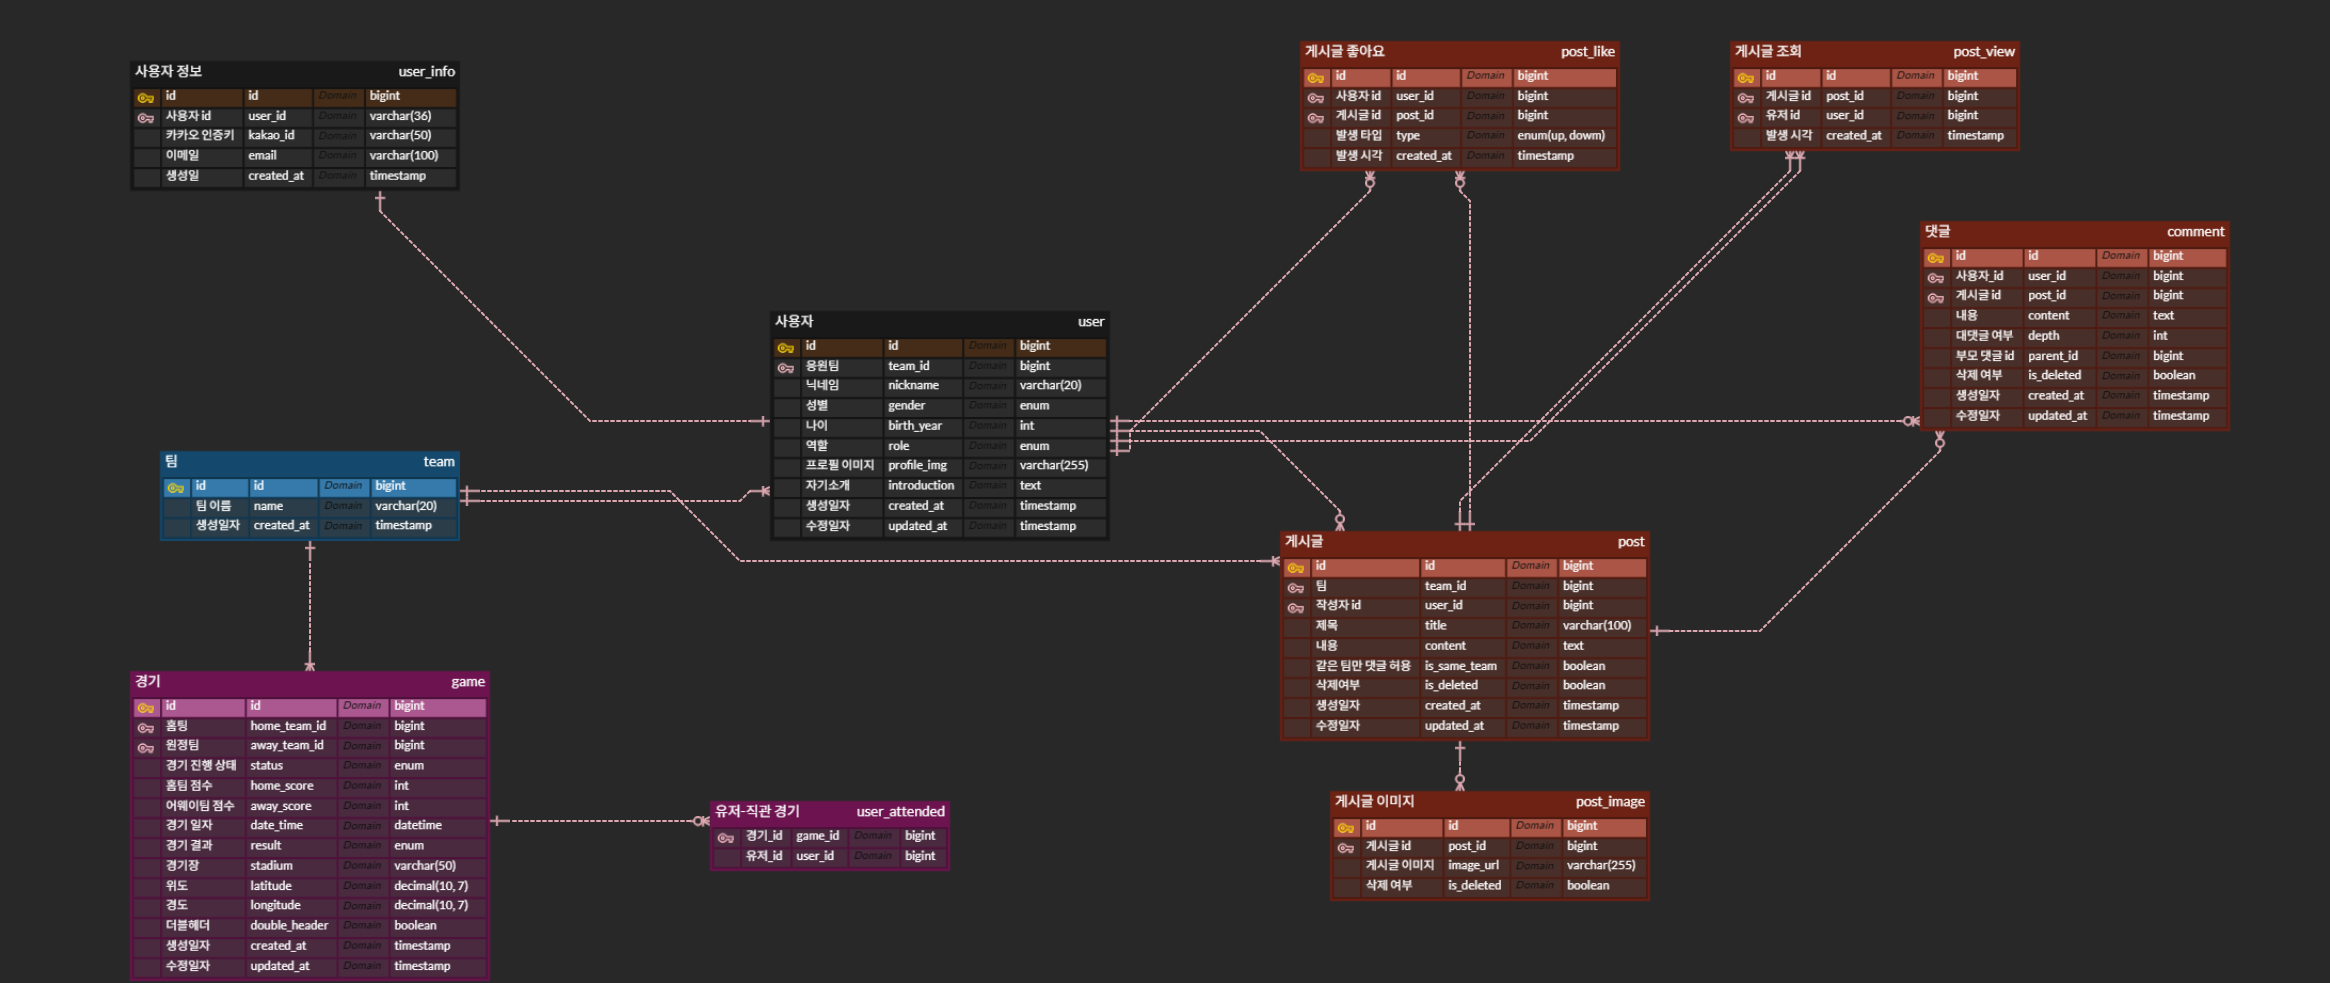 사용자 정보 user_info
id id Domain bigint
사용자 id user_id Domain varchar(36)
카카오 인증키 kakao_id Domain varchar(50)
이메일 email Domain varchar(100)
생성일 created_at Domain timestamp
게시글 좋아요 post_like
id id Domain bigint
사용자 id user_id Domain bigint
게시글 id post_id Domain bigint
발생 타입 type Domain enum(up, dowm)
발생 시각 created_at Domain timestamp
게시글 조회 post_view
id id Domain bigint
게시글 id post_id Domain bigint
유저 id user_id Domain bigint
발생 시각 created_at Domain timestamp
댓글 comment
id id Domain bigint
사용자_id user_id Domain bigint
게시글 id post_id Domain bigint
내용 content Domain text
대댓글 여부 depth Domain int
부모 댓글 id parent_id Domain bigint
삭제 여부 is_deleted Domain boolean
생성일자 created_at Domain timestamp
수정일자 updated_at Domain timestamp
사용자 user
id id Domain bigint
응원팀 team_id Domain bigint
닉네임 nickname Domain varchar(20)
성별 gender Domain enum
나이 birth_year Domain int
역할 role Domain enum
프로필 이미지 profile_img Domain varchar(255)
자기소개 introduction Domain text
생성일자 created_at Domain timestamp
수정일자 updated_at Domain timestamp
팀 team
id id Domain bigint
팀 이름 name Domain varchar(20)
생성일자 created_at Domain timestamp
게시글 post
id id Domain bigint
팀 team_id Domain bigint
작성자 id user_id Domain bigint
제목 title Domain varchar(100)
내용 content Domain text
같은 팀만 댓글 허용 is_same_team Domain boolean
삭제여부 is_deleted Domain boolean
생성일자 created_at Domain timestamp
수정일자 updated_at Domain timestamp
경기 game
id id Domain bigint
홈팀 home_team_id Domain bigint
원정팀 away_team_id Domain bigint
경기 진행 상태 status Domain enum
홈팀 점수 home_score Domain int
어웨이팀 점수 away_score Domain int
경기 일자 date_time Domain datetime
경기 결과 result Domain enum
경기장 stadium Domain varchar(50)
위도 latitude Domain decimal(10, 7)
경도 longitude Domain decimal(10, 7)
더블헤더 double_header Domain boolean
생성일자 created_at Domain timestamp
수정일자 updated_at Domain timestamp
유저-직관 경기 user_attended
경기_id game_id Domain bigint
유저_id user_id Domain bigint
게시글 이미지 post_image
id id Domain bigint
게시글 id post_id Domain bigint
게시글 이미지 image_url Domain varchar(255)
삭제 여부 is_deleted Domain boolean